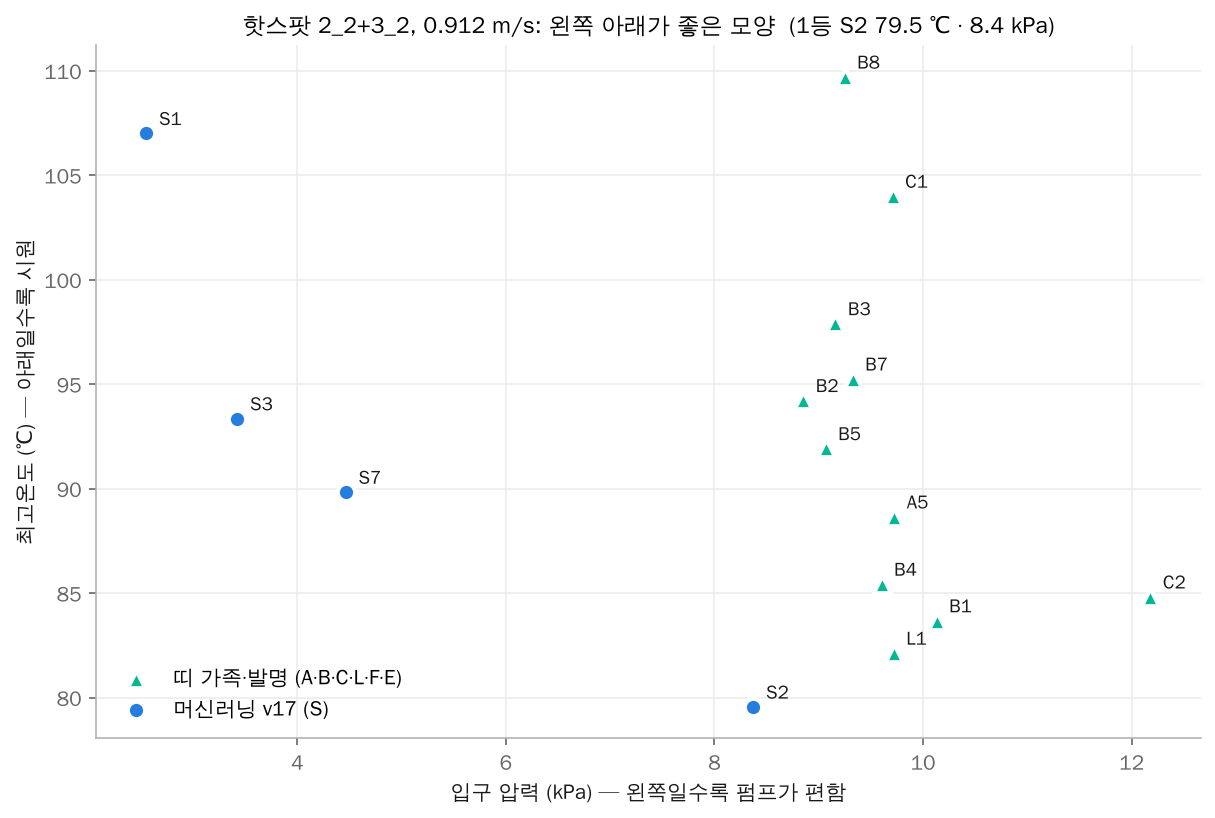 핫스팟 2_2+3_2, 0.912 m/s: 왼쪽 아래가 좋은 모양 (1등 S2 79.5 ℃ · 8.4 kPa)
110
105
100
95
90
85
80
최고온도 (℃) — 아래일수록 시원
B8
S1
C1
B3
B7
B2
S3
B5
S7
A5
B4
C2
B1
L1
S2
띠 가족·발명 (A·B·C·L·F·E)
머신러닝 v17 (S)
4
6
8
10
12
입구 압력 (kPa) — 왼쪽일수록 펌프가 편함